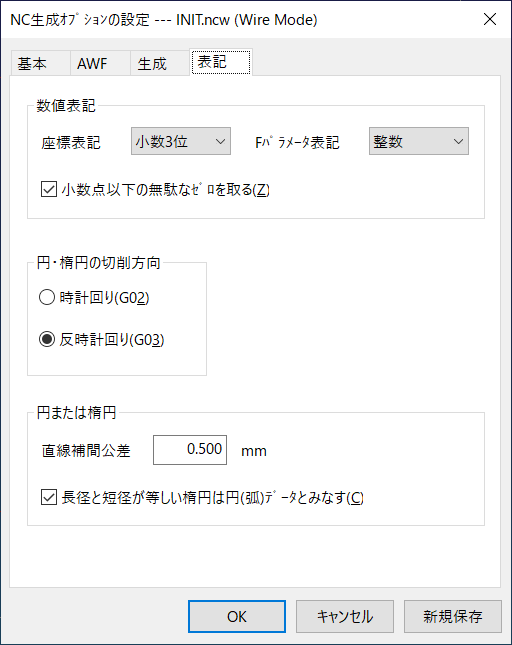 NC生成ｵﾌﾟｼｮﾝの設定 --- INIT.ncw (Wire Mode)
基本 AWF 生成 表記
数値表記
座標表記 小数3位 Fﾊﾟﾗﾒｰﾀ表記 整数
小数点以下の無駄なｾﾞﾛを取る(Z)
円・楕円の切削方向
時計回り(G02)
反時計回り(G03)
円または楕円
直線補間公差 0.500 mm
長径と短径が等しい楕円は円(弧)ﾃﾞｰﾀとみなす(C)
OK キャンセル 新規保存